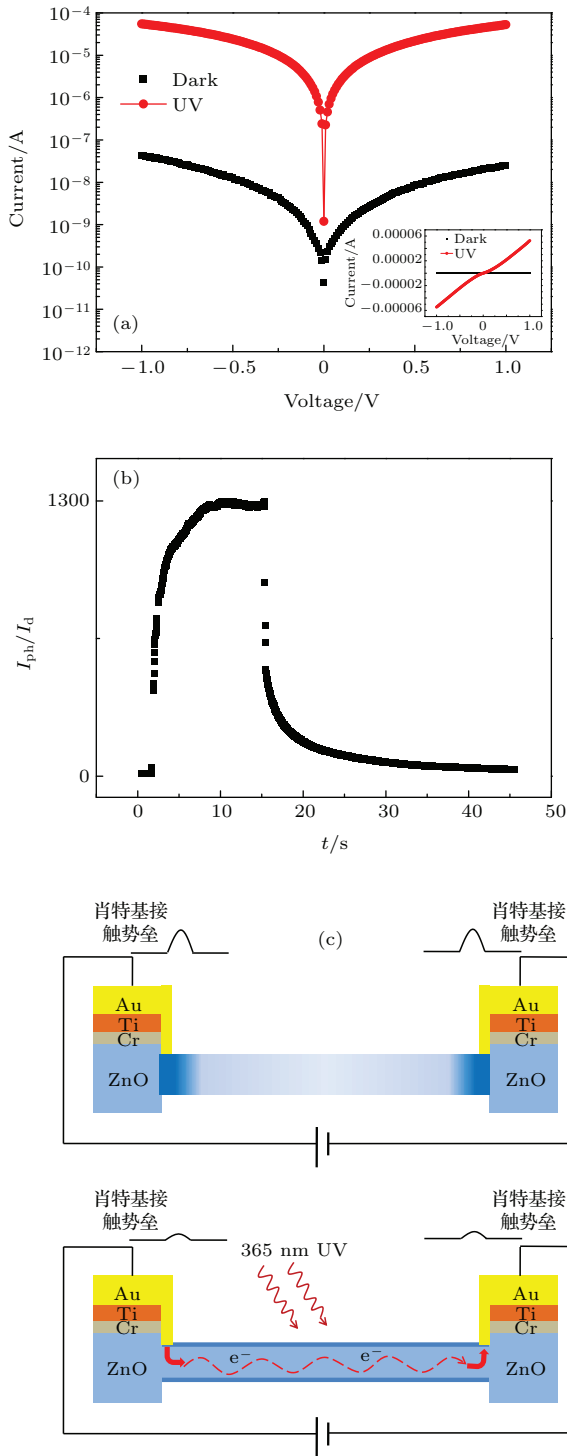 10⁻⁴
10⁻⁵
10⁻⁶
10⁻⁷
10⁻⁸
10⁻⁹
10⁻¹⁰
10⁻¹¹
10⁻¹²
Current/A
Dark
UV
(a)
0.00006
0.00002
−0.00002
−0.00006
Current/A
Dark
UV
−1.0
0
1.0
Voltage/V
−1.0
−0.5
0
0.5
1.0
Voltage/V
(b)
1300
0
I_ph/I_d
0
10
20
30
40
50
t/s
(c)
肖特基接
触势垒
肖特基接
触势垒
Au
Ti
Cr
ZnO
Au
Ti
Cr
ZnO
肖特基接
触势垒
肖特基接
触势垒
365 nm UV
Au
Ti
Cr
ZnO
e⁻
e⁻
Au
Ti
Cr
ZnO